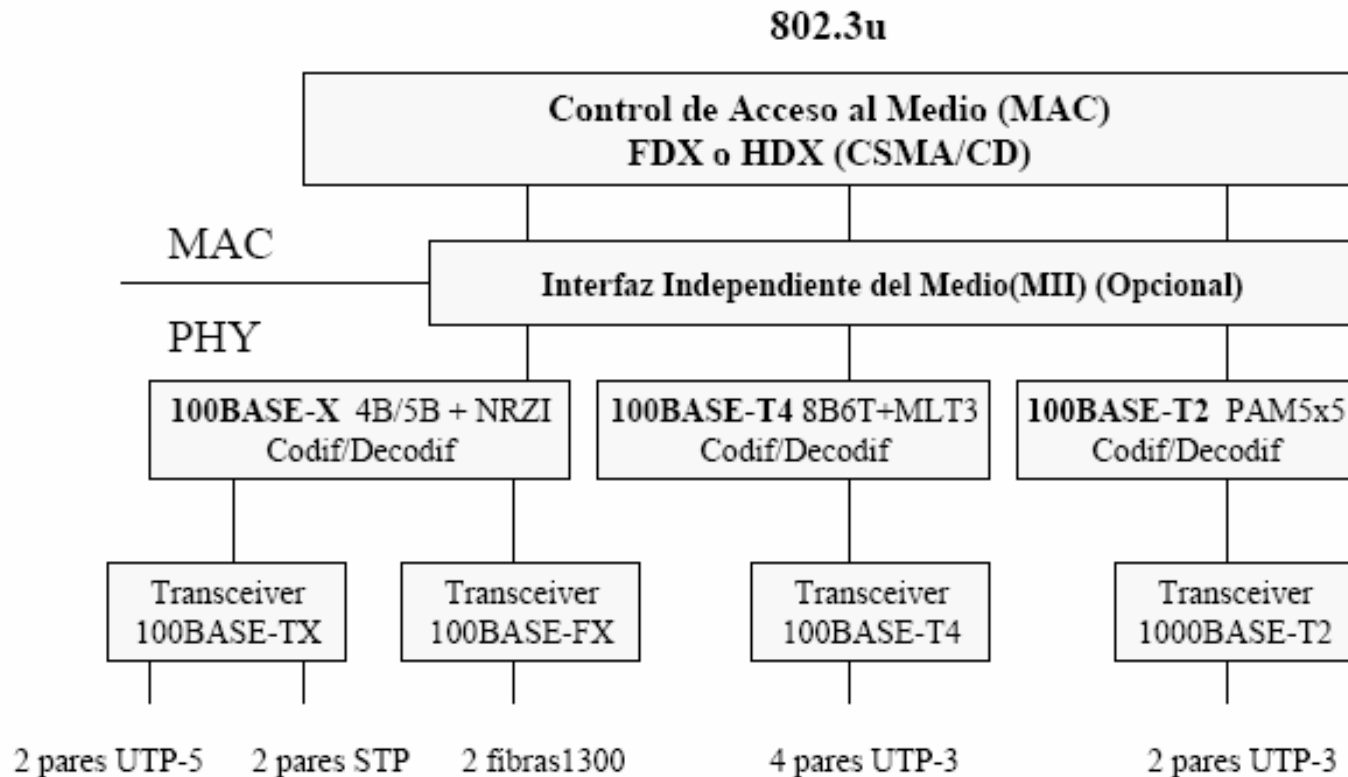 802.3u
Control de Acceso al Medio (MAC)
FDX o HDX (CSMA/CD)
MAC
Interfaz Independiente del Medio(MII) (Opcional)
PHY
100BASE-X 4B/5B + NRZI
Codif/Decodif
100BASE-T4 8B6T+MLT3
Codif/Decodif
100BASE-T2 PAM5x5
Codif/Decodif
Transceiver
100BASE-TX
Transceiver
100BASE-FX
Transceiver
100BASE-T4
Transceiver
1000BASE-T2
2 pares UTP-5
2 pares STP
2 fibras1300
4 pares UTP-3
2 pares UTP-3